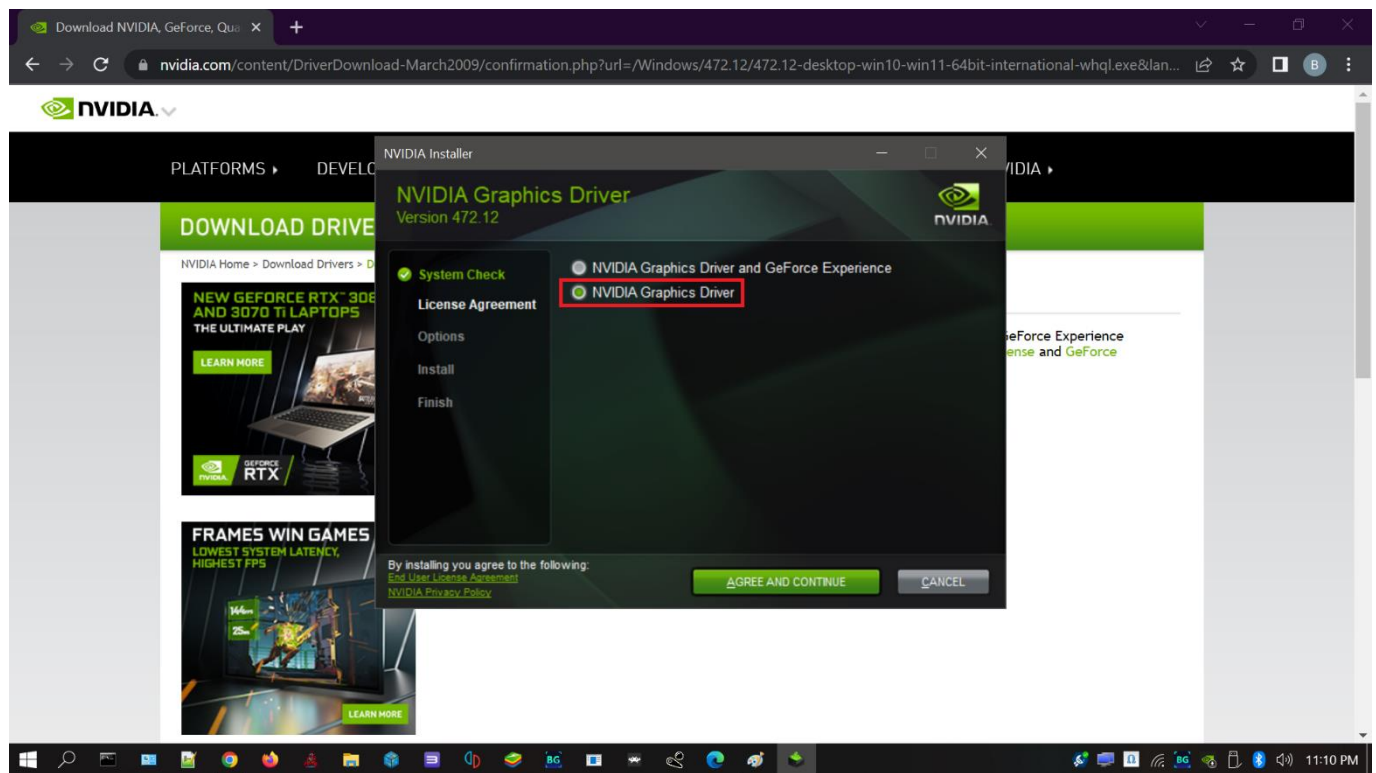 Download NVIDIA, GeForce, Qua
nvidia.com/content/DriverDownload-March2009/confirmation.php?url=/Windows/472.12/472.12-desktop-win10-win11-64bit-international-whql.exe&lan...
B
NVIDIA.
PLATFORMS
DEVELO
VIDIA
NVIDIA Installer
NVIDIA Graphics Driver
Version 472.12
NVIDIA
DOWNLOAD DRIVE
NVIDIA Home > Download Drivers > D
System Check
License Agreement
Options
Install
Finish
NVIDIA Graphics Driver and GeForce Experience
NVIDIA Graphics Driver
eForce Experience
ense and GeForce
NEW GEFORCE RTX™ 308
AND 3070 Ti LAPTOPS
THE ULTIMATE PLAY
LEARN MORE
NVIDIA.
GEFORCE
RTX
By installing you agree to the following:
End User License Agreement
NVIDIA Privacy Policy
AGREE AND CONTINUE
CANCEL
FRAMES WIN GAMES
LOWEST SYSTEM LATENCY,
HIGHEST FPS
LEARN MORE
BG
BG
11:10 PM